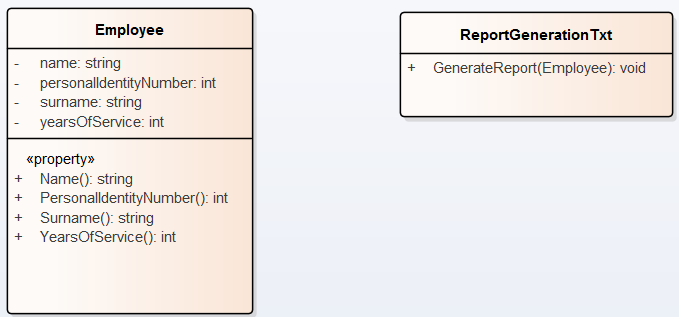 Employee
- name: string
- personalIdentityNumber: int
- surname: string
- yearsOfService: int
«property»
+ Name(): string
+ PersonalIdentityNumber(): int
+ Surname(): string
+ YearsOfService(): int
ReportGenerationTxt
+ GenerateReport(Employee): void